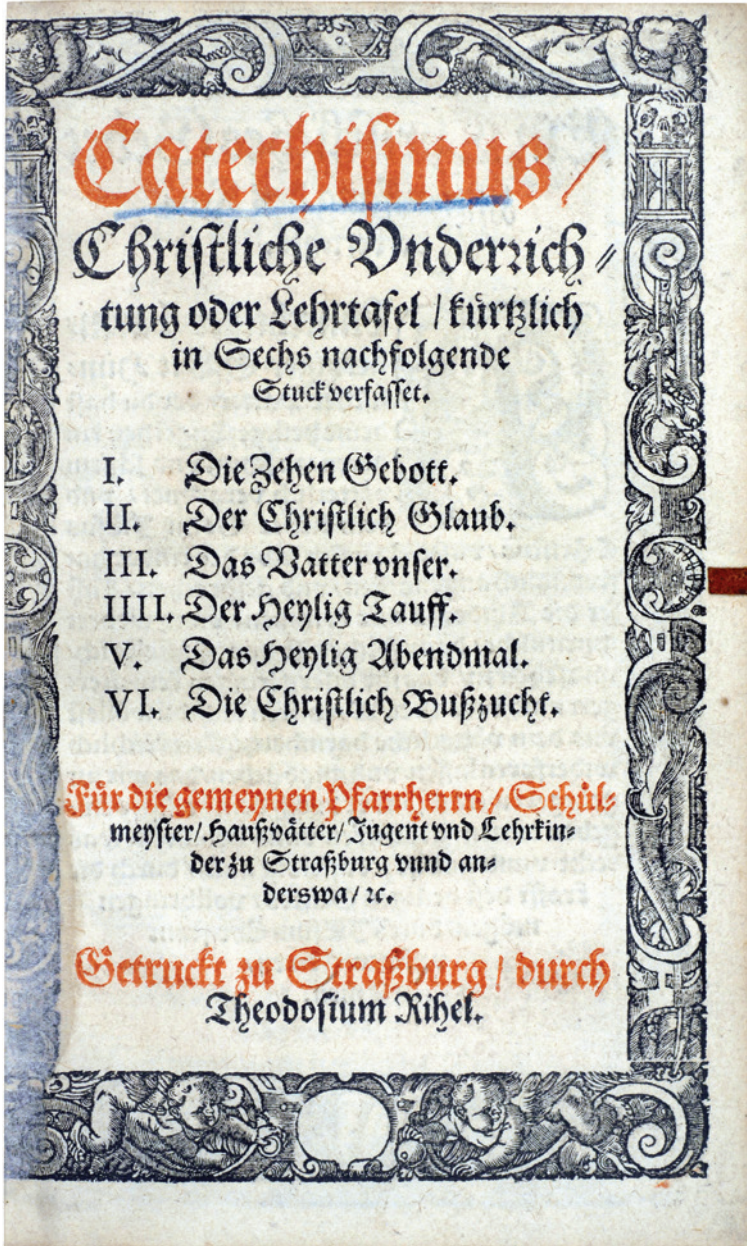 Catechismus /
Christliche Vnderrich⸗
tung oder Lehrtafel / kürtzlich
in Sechs nachfolgende
Stuck verfasset.
I. Die Zehen Gebott.
II. Der Christlich Glaub.
III. Das Vatter vnser.
IIII. Der Heylig Tauff.
V. Das Heylig Abendmal.
VI. Die Christlich Bußzucht.
Für die gemeynen Pfarrherrn / Schůl⸗
meyster / Haußvätter / Jugent vnd Lehrkin⸗
der zu Straßburg vnnd an⸗
derswa / ꝛc.
Getruckt zu Straßburg / durch
Theodosium Rihel.